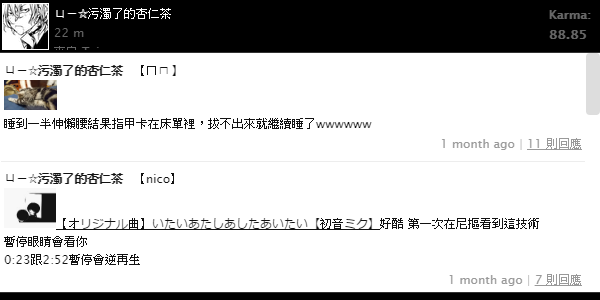 ㄩㄧ☆污濁了的杏仁茶
22 m
Karma:
88.85
ㄩㄧ☆污濁了的杏仁茶 【ㄇㄇ】
睡到一半伸懶腰結果指甲卡在床單裡，拔不出來就繼續睡了wwwwww
1 month ago | 11 則回應
ㄩㄧ☆污濁了的杏仁茶 【nico】
【オリジナル曲】いたいあたしあしたあいたい【初音ミク】好酷 第一次在尼摳看到這技術
暫停眼睛會看你
0:23跟2:52暫停會逆再生
1 month ago | 7 則回應